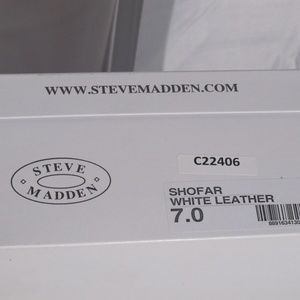 WWW.STEVEMADDEN.COM
C22406
STEVE
MADDEN
SHOFAR
WHITE LEATHER
7.0